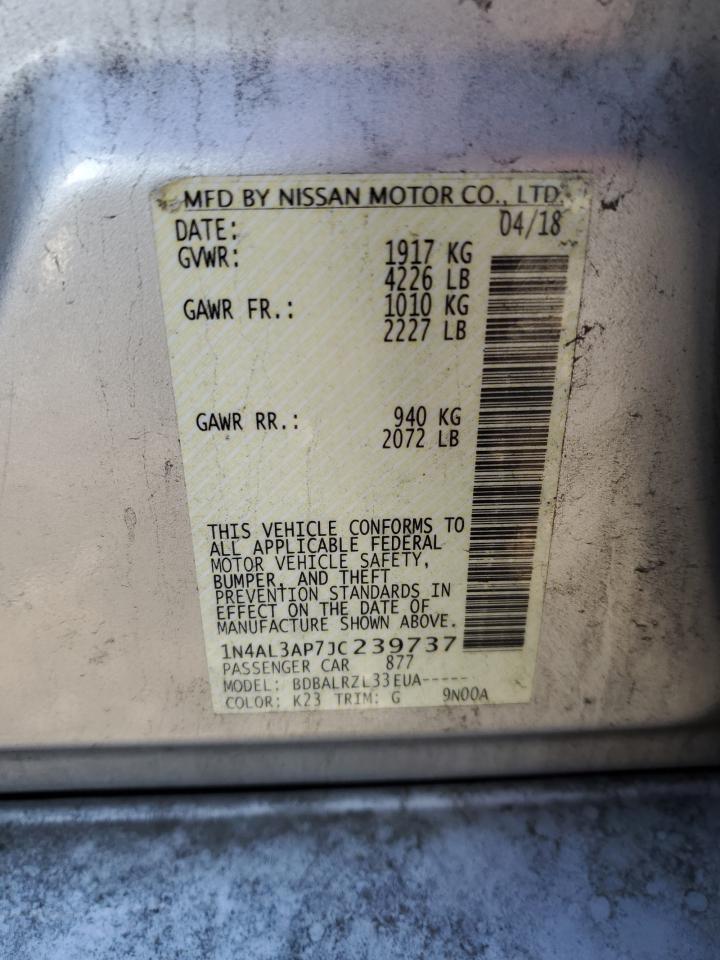 MFD BY NISSAN MOTOR CO., LTD.
DATE: 04/18
GVWR: 1917 KG
4226 LB
GAWR FR.: 1010 KG
2227 LB
GAWR RR.: 940 KG
2072 LB
THIS VEHICLE CONFORMS TO
ALL APPLICABLE FEDERAL
MOTOR VEHICLE SAFETY,
BUMPER, AND THEFT
PREVENTION STANDARDS IN
EFFECT ON THE DATE OF
MANUFACTURE SHOWN ABOVE.
1N4AL3AP7JC239737
PASSENGER CAR 877
MODEL: BDBALRZL33EUA-----
COLOR: K23 TRIM: G 9N00A